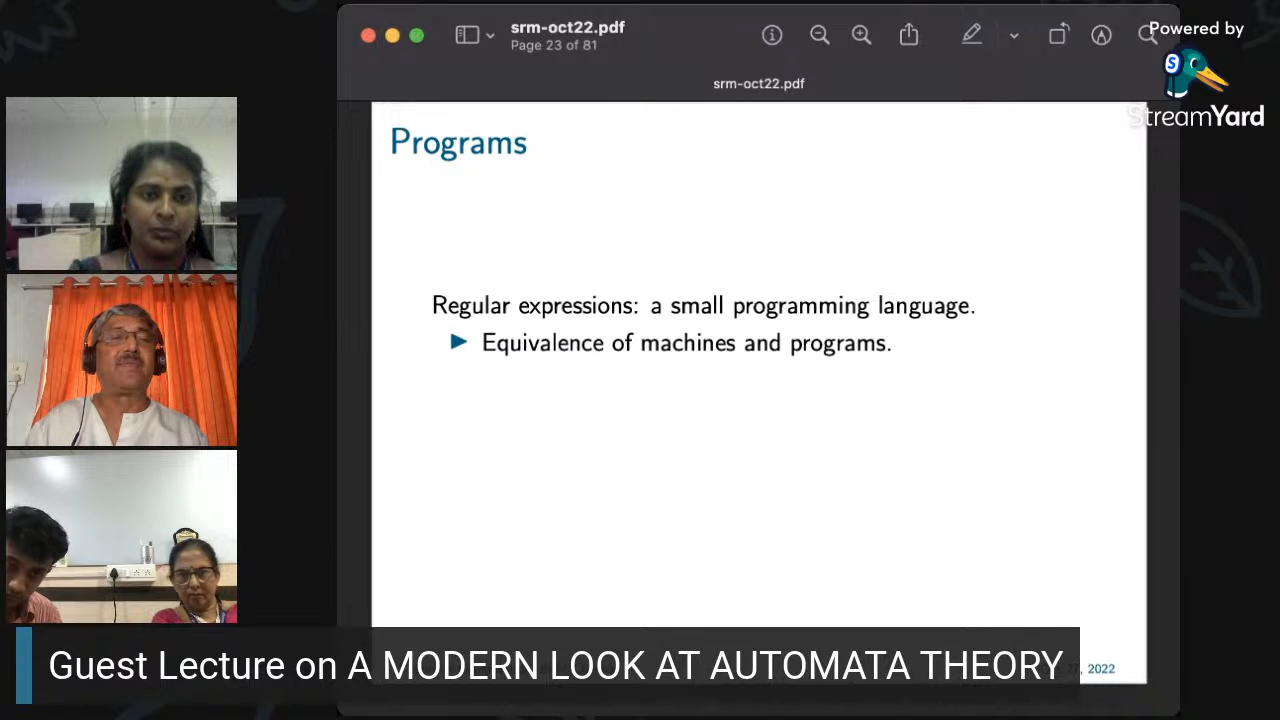 srm-oct22.pdf
Page 23 of 81
Powered by
StreamYard
srm-oct22.pdf
Programs
Regular expressions: a small programming language.
Equivalence of machines and programs.
Guest Lecture on A MODERN LOOK AT AUTOMATA THEORY
2022